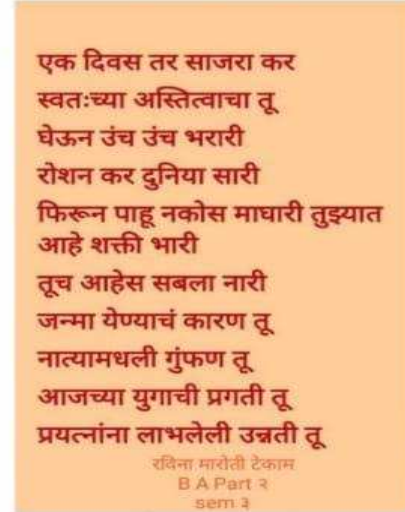 एक दिवस तर साजरा कर
स्वतःच्या अस्तित्वाचा तू
घेऊन उंच उंच भरारी
रोशन कर दुनिया सारी
फिरून पाहू नकोस माघारी तुझ्यात
आहे शक्ती भारी
तूच आहेस सबला नारी
जन्मा येण्याचं कारण तू
नात्यामधली गुंफण तू
आजच्या युगाची प्रगती तू
प्रयत्नांना लाभलेली उन्नती तू
रविना मारोती टेकाम
B A Part २
sem ३